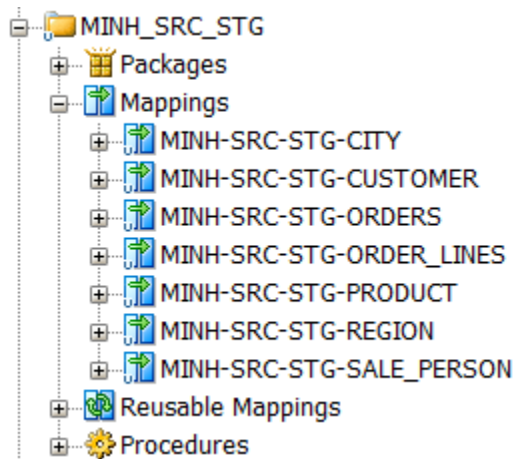 MINH_SRC_STG
Packages
Mappings
MINH-SRC-STG-CITY
MINH-SRC-STG-CUSTOMER
MINH-SRC-STG-ORDERS
MINH-SRC-STG-ORDER_LINES
MINH-SRC-STG-PRODUCT
MINH-SRC-STG-REGION
MINH-SRC-STG-SALE_PERSON
Reusable Mappings
Procedures